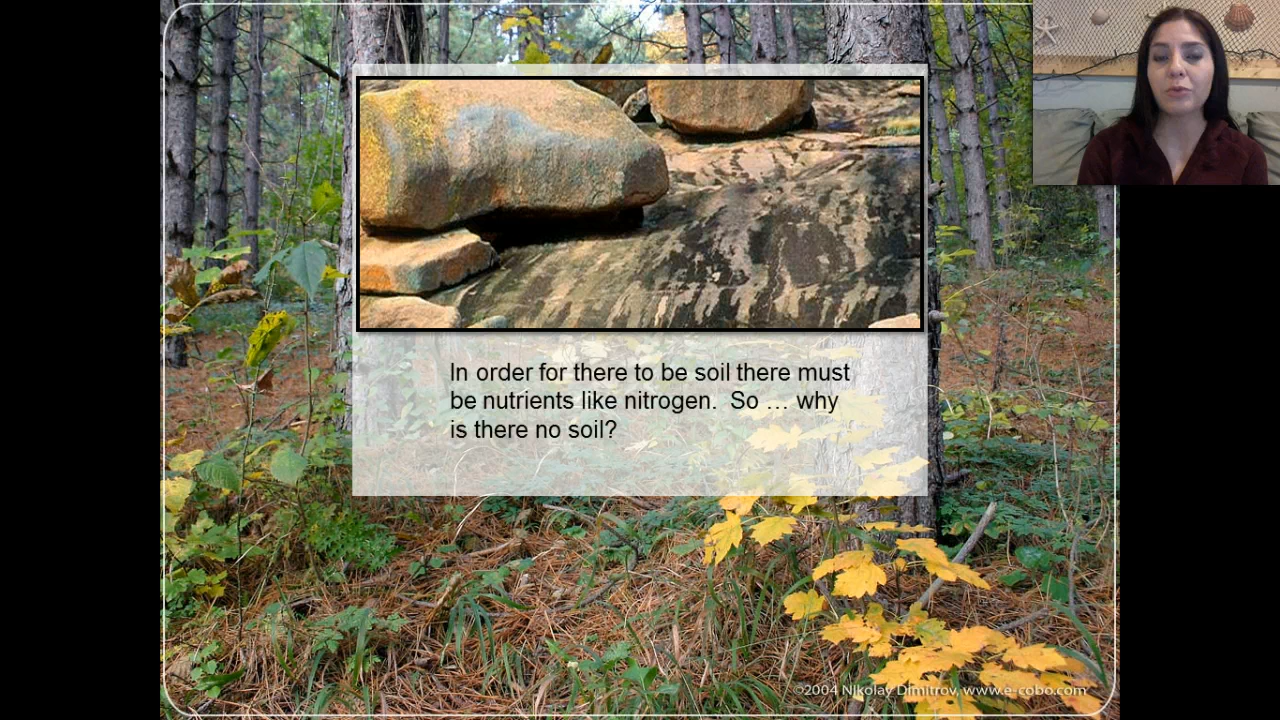 In order for there to be soil there must
be nutrients like nitrogen.  So … why
is there no soil?
©2004 Nikolay Dimitrov, www.e-cobo.com